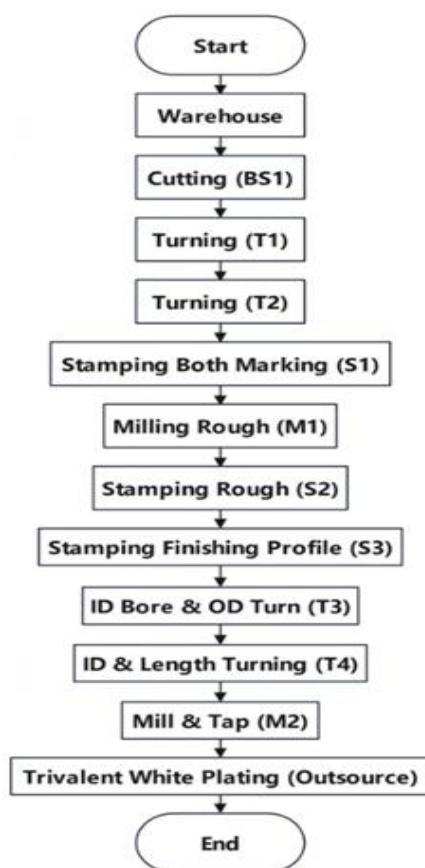 Start
Warehouse
Cutting (BS1)
Turning (T1)
Turning (T2)
Stamping Both Marking (S1)
Milling Rough (M1)
Stamping Rough (S2)
Stamping Finishing Profile (S3)
ID Bore & OD Turn (T3)
ID & Length Turning (T4)
Mill & Tap (M2)
Trivalent White Plating (Outsource)
End